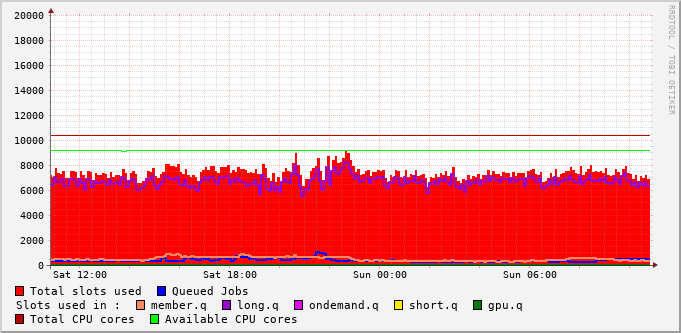 RRDTOOL / TOBI OETIKER
20000
18000
16000
14000
12000
10000
8000
6000
4000
2000
0
Sat 12:00 Sat 18:00 Sun 00:00 Sun 06:00
Total slots used Queued Jobs
Slots used in : member.q long.q ondemand.q short.q gpu.q
Total CPU cores Available CPU cores